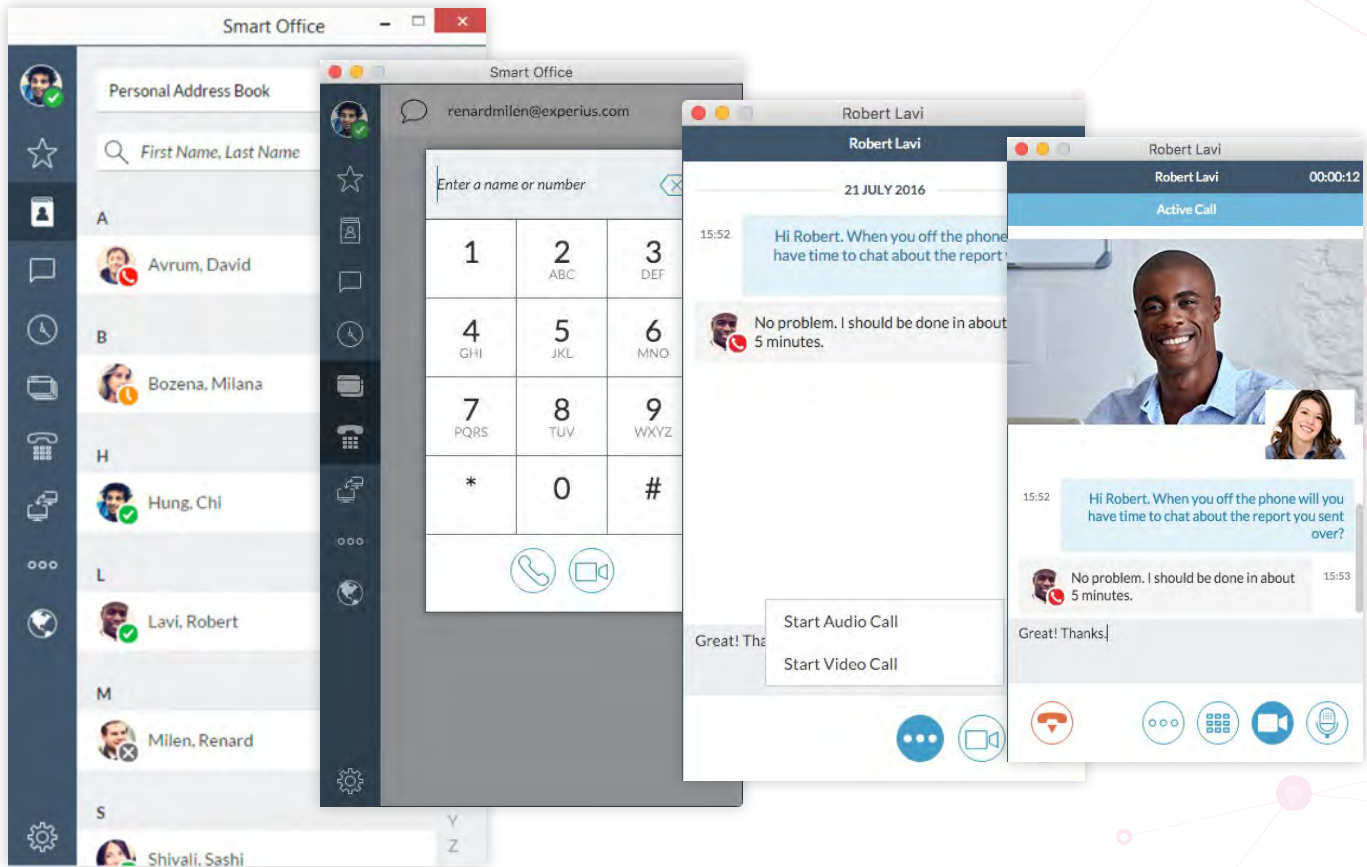 Smart Office
Personal Address Book
First Name, Last Name
A
Avrum, David
B
Bozena, Milana
H
Hung, Chi
L
Lavi, Robert
M
Milen, Renard
S
Shivali, Sashi
Y
Z
Smart Office
renardmilen@experius.com
Enter a name or number
1
2
ABC
3
DEF
4
GHI
5
JKL
6
MNO
7
PQRS
8
TUV
9
WXYZ
*
0
#
Robert Lavi
Robert Lavi
21 JULY 2016
15:52
Hi Robert. When you off the phone
have time to chat about the report
No problem. I should be done in about
5 minutes.
Great!
Start Audio Call
Start Video Call
Robert Lavi
Robert Lavi 00:00:12
Active Call
15:52
Hi Robert. When you off the phone will you
have time to chat about the report you sent
over?
No problem. I should be done in about 15:53
5 minutes.
Great! Thanks.